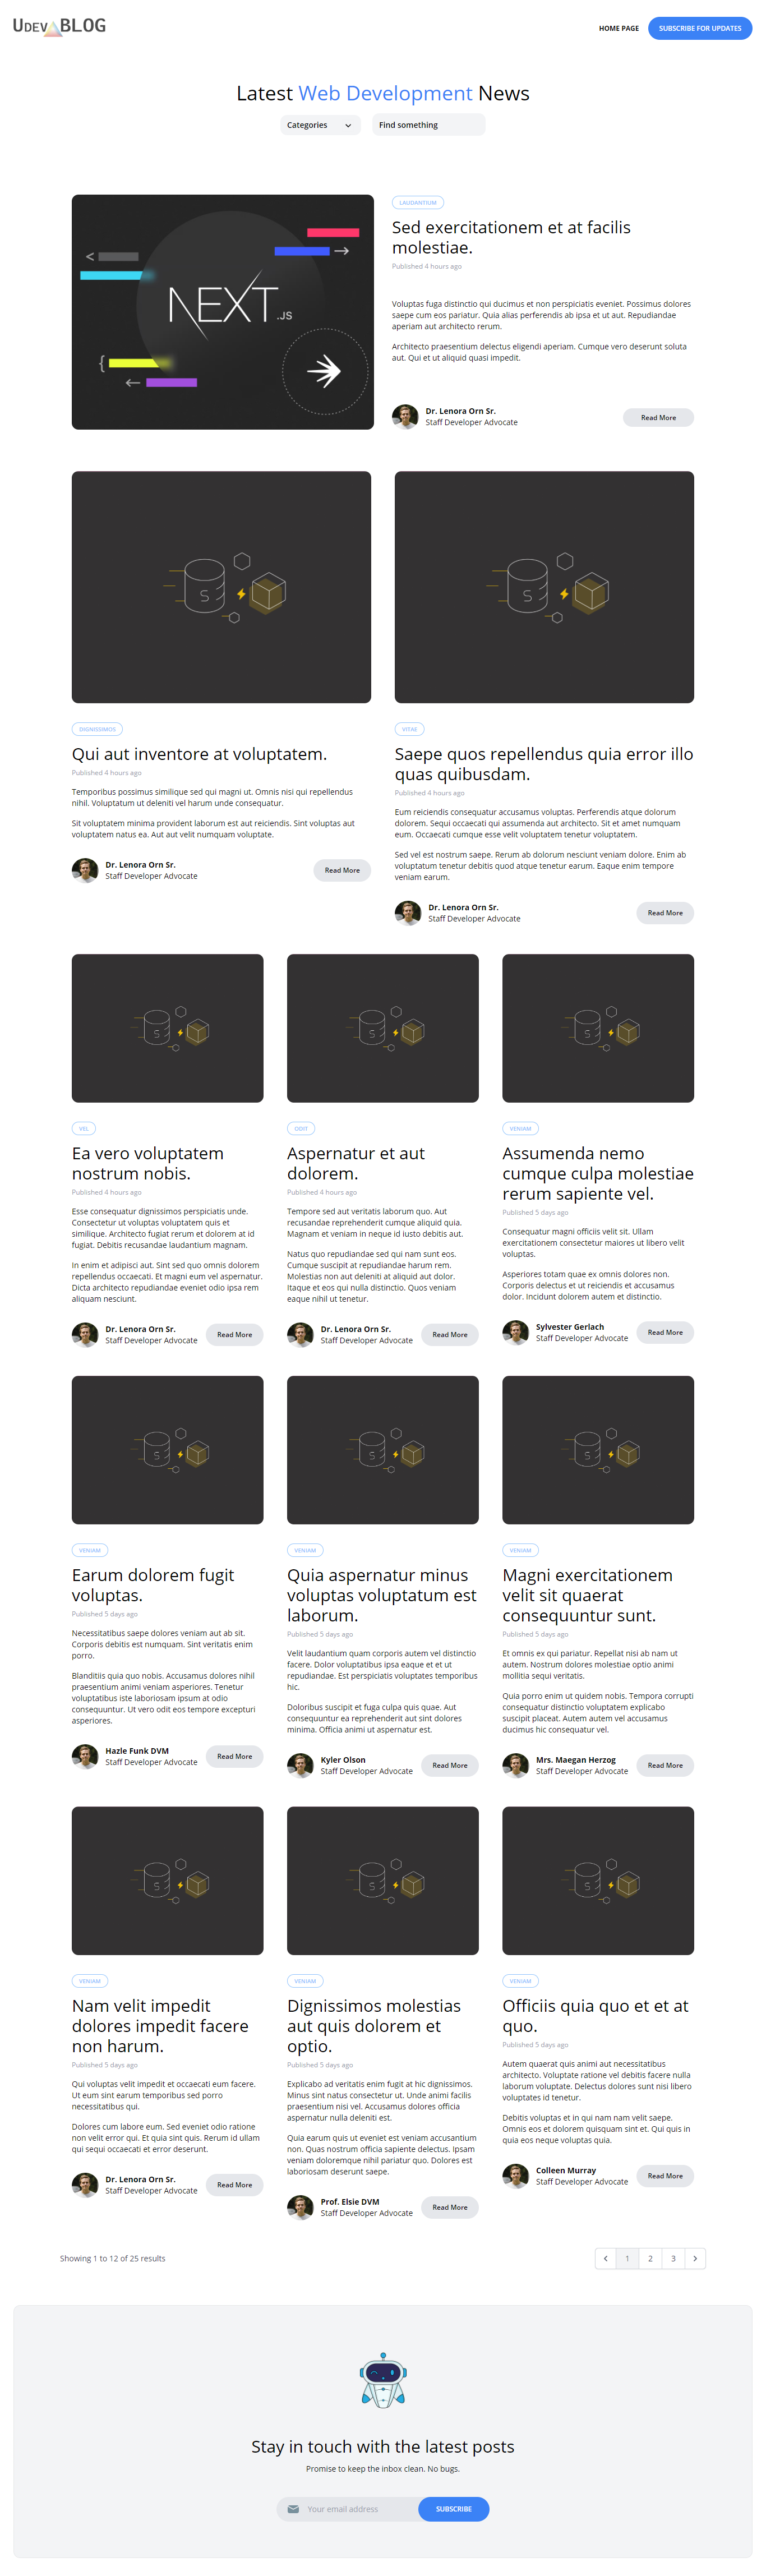 UDEV BLOG
HOME PAGE
SUBSCRIBE FOR UPDATES
Latest Web Development News
Categories
Find something
NEXT.JS
LAUDANTIUM
Sed exercitationem et at facilis
molestiae.
Published 4 hours ago
Voluptas fuga distinctio qui ducimus et non perspiciatis eveniet. Possimus dolores
saepe cum eos pariatur. Quia alias perferendis ab ipsa et ut aut. Repudiandae
aperiam aut architecto rerum.
Architecto praesentium delectus eligendi aperiam. Cumque vero deserunt soluta
aut. Qui et ut aliquid quasi impedit.
Dr. Lenora Orn Sr.
Staff Developer Advocate
Read More
DIGNISSIMOS
Qui aut inventore at voluptatem.
Published 4 hours ago
Temporibus possimus similique sed qui magni ut. Omnis nisi qui repellendus
nihil. Voluptatum ut deleniti vel harum unde consequatur.
Sit voluptatem minima provident laborum est aut reiciendis. Sint voluptas aut
voluptatem natus ea. Aut aut velit numquam voluptate.
Dr. Lenora Orn Sr.
Staff Developer Advocate
Read More
VITAE
Saepe quos repellendus quia error illo
quas quibusdam.
Published 4 hours ago
Eum reiciendis consequatur accusamus voluptas. Perferendis atque dolorum
dolorem. Sequi occaecati qui assumenda aut architecto. Sit et amet numquam
eum. Occaecati cumque esse velit voluptatem tenetur voluptatem.
Sed vel est nostrum saepe. Rerum ab dolorum nesciunt veniam dolore. Enim ab
voluptatum tenetur debitis quod atque tenetur earum. Eaque enim tempore
veniam earum.
Dr. Lenora Orn Sr.
Staff Developer Advocate
Read More
VEL
Ea vero voluptatem
nostrum nobis.
Published 4 hours ago
Esse consequatur dignissimos perspiciatis unde.
Consectetur ut voluptas voluptatem quis et
similique. Architecto fugiat rerum et dolorem at id
fugiat. Debitis recusandae laudantium magnam.
In enim et adipisci aut. Sint sed quo omnis dolorem
repellendus occaecati. Et magni eum vel aspernatur.
Dicta architecto repudiandae eveniet odio ipsa rem
aliquam nesciunt.
Dr. Lenora Orn Sr.
Staff Developer Advocate
Read More
ODIT
Aspernatur et aut
dolorem.
Published 4 hours ago
Tempore sed aut veritatis laborum quo. Aut
recusandae reprehenderit cumque aliquid quia.
Magnam et veniam in neque id iusto debitis aut.
Natus quo repudiandae sed qui nam sunt eos.
Cumque suscipit at repudiandae harum rem.
Molestias non aut deleniti at aliquid aut dolor.
Itaque et eos qui nulla distinctio. Quos veniam
eaque nihil ut tenetur.
Dr. Lenora Orn Sr.
Staff Developer Advocate
Read More
VENIAM
Assumenda nemo
cumque culpa molestiae
rerum sapiente vel.
Published 5 days ago
Consequatur magni officiis velit sit. Ullam
exercitationem consectetur maiores ut libero velit
voluptas.
Asperiores totam quae ex omnis dolores non.
Corporis delectus et ut reiciendis et accusamus
dolor. Incidunt dolorem autem et distinctio.
Sylvester Gerlach
Staff Developer Advocate
Read More
VENIAM
Earum dolorem fugit
voluptas.
Published 5 days ago
Necessitatibus saepe dolores veniam aut ab sit.
Corporis debitis est numquam. Sint veritatis enim
porro.
Blanditiis quia quo nobis. Accusamus dolores nihil
praesentium animi veniam asperiores. Tenetur
voluptatibus iste laboriosam ipsum at odio
consequuntur. Ut vero odit eos tempore excepturi
asperiores.
Hazle Funk DVM
Staff Developer Advocate
Read More
VENIAM
Quia aspernatur minus
voluptas voluptatum est
laborum.
Published 5 days ago
Velit laudantium quam corporis autem vel distinctio
facere. Dolor voluptatibus ipsa eaque et et ut
repudiandae. Est perspiciatis voluptates temporibus
hic.
Doloribus suscipit et fuga culpa quis quae. Aut
consequuntur ea reprehenderit aut sint dolores
minima. Officia animi ut aspernatur est.
Kyler Olson
Staff Developer Advocate
Read More
VENIAM
Magni exercitationem
velit sit quaerat
consequuntur sunt.
Published 5 days ago
Et omnis ex qui pariatur. Repellat nisi ab nam ut
autem. Nostrum dolores molestiae optio animi
mollitia sequi veritatis.
Quia porro enim ut quidem nobis. Tempora corrupti
consequatur distinctio voluptatem explicabo
suscipit placeat. Autem autem vel accusamus
ducimus hic consequatur vel.
Mrs. Maegan Herzog
Staff Developer Advocate
Read More
VENIAM
Nam velit impedit
dolores impedit facere
non harum.
Published 5 days ago
Qui voluptas velit impedit et occaecati eum facere.
Ut eum sint earum temporibus sed porro
necessitatibus qui.
Dolores cum labore eum. Sed eveniet odio ratione
non velit error qui. Et quia sint quis. Rerum id ullam
qui sequi occaecati et error deserunt.
Dr. Lenora Orn Sr.
Staff Developer Advocate
Read More
VENIAM
Dignissimos molestias
aut quis dolorem et
optio.
Published 5 days ago
Explicabo ad veritatis enim fugit at hic dignissimos.
Minus sint natus consectetur ut. Unde animi facilis
praesentium nisi vel. Accusamus dolores officia
aspernatur nulla deleniti est.
Quia earum quis ut eveniet est veniam accusantium
non. Quas nostrum officia sapiente delectus. Ipsam
veniam doloremque nihil pariatur quo. Dolores est
laboriosam deserunt saepe.
Prof. Elsie DVM
Staff Developer Advocate
Read More
VENIAM
Officiis quia quo et et at
quo.
Published 5 days ago
Autem quaerat quis animi aut necessitatibus
architecto. Voluptate ratione vel debitis facere nulla
laborum voluptate. Delectus dolores sunt nisi libero
voluptates id tenetur.
Debitis voluptas et in qui nam nam velit saepe.
Omnis eos et dolorem quisquam sint et. Qui quis in
quia eos neque voluptas quia.
Colleen Murray
Staff Developer Advocate
Read More
Showing 1 to 12 of 25 results
1 2 3
Stay in touch with the latest posts
Promise to keep the inbox clean. No bugs.
Your email address
SUBSCRIBE